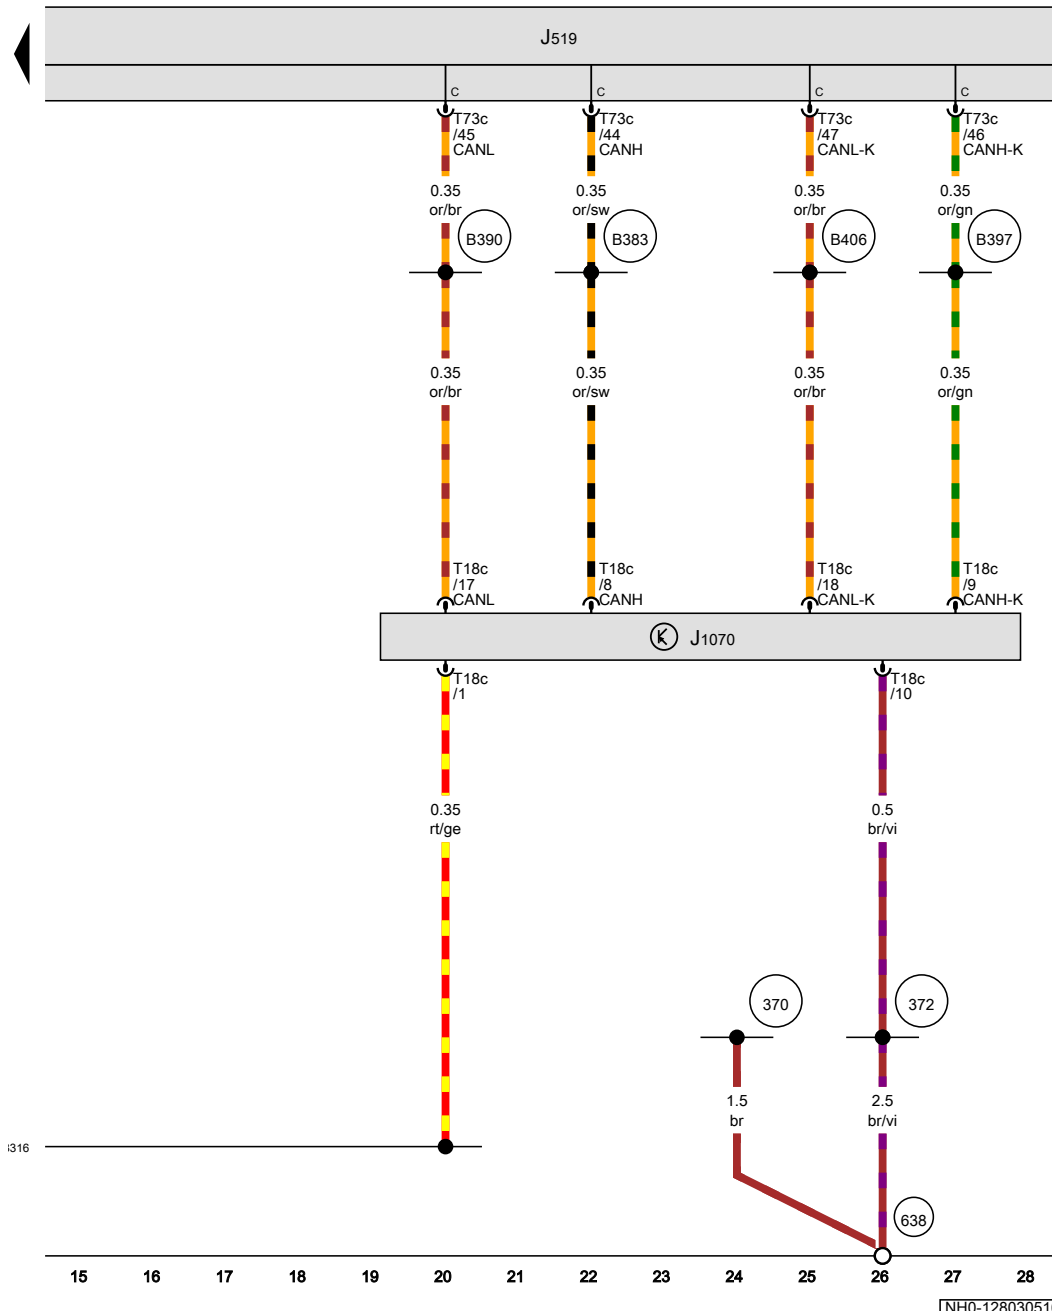 J519
C C C C
T73c T73c T73c T73c
/45 /44 /47 /46
CANL CANH CANL-K CANH-K
0.35 0.35 0.35 0.35
or/br or/sw or/br or/gn
B390 B383 B406 B397
0.35 0.35 0.35 0.35
or/br or/sw or/br or/gn
T18c T18c T18c T18c
/17 /8 /18 /9
CANL CANH CANL-K CANH-K
J1070
T18c T18c
/1 /10
0.35 0.5
rt/ge br/vi
370 372
1.5 2.5
br br/vi
316
638
15 16 17 18 19 20 21 22 23 24 25 26 27 28